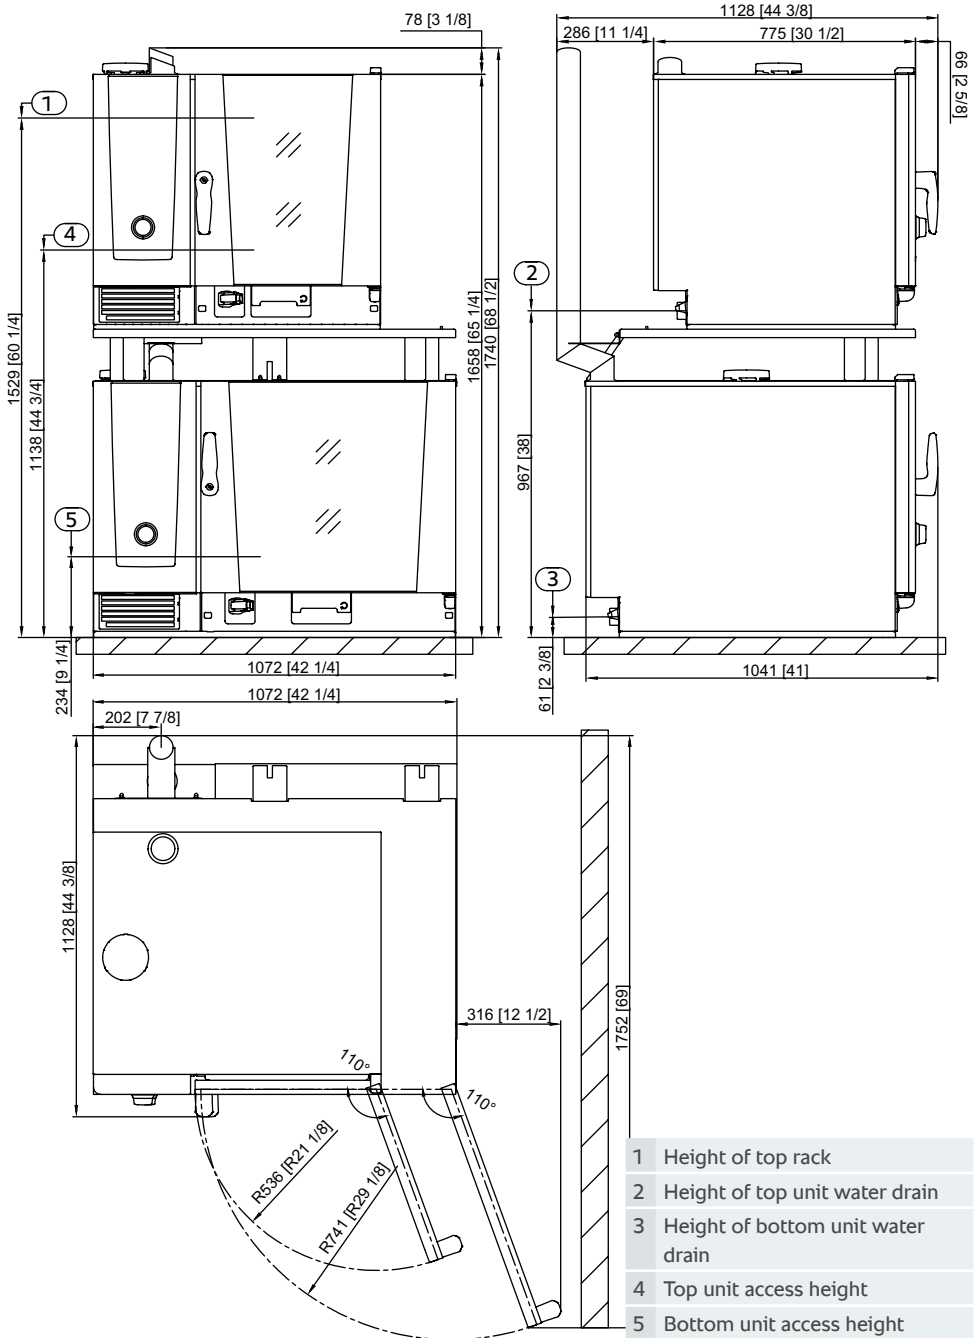 78 [3 1/8]
1128 [44 3/8]
286 [11 1/4]
775 [30 1/2]
66 [2 5/8]
1
4
2
1529 [60 1/4]
1138 [44 3/4]
1658 [65 1/4]
1740 [68 1/2]
967 [38]
5
3
234 [9 1/4]
1072 [42 1/4]
61 [2 3/8]
1041 [41]
1072 [42 1/4]
202 [7 7/8]
1128 [44 3/8]
1752 [69]
316 [12 1/2]
110°
110°
R536 [R21 1/8]
R741 [R29 1/8]
1 Height of top rack
2 Height of top unit water drain
3 Height of bottom unit water
drain
4 Top unit access height
5 Bottom unit access height